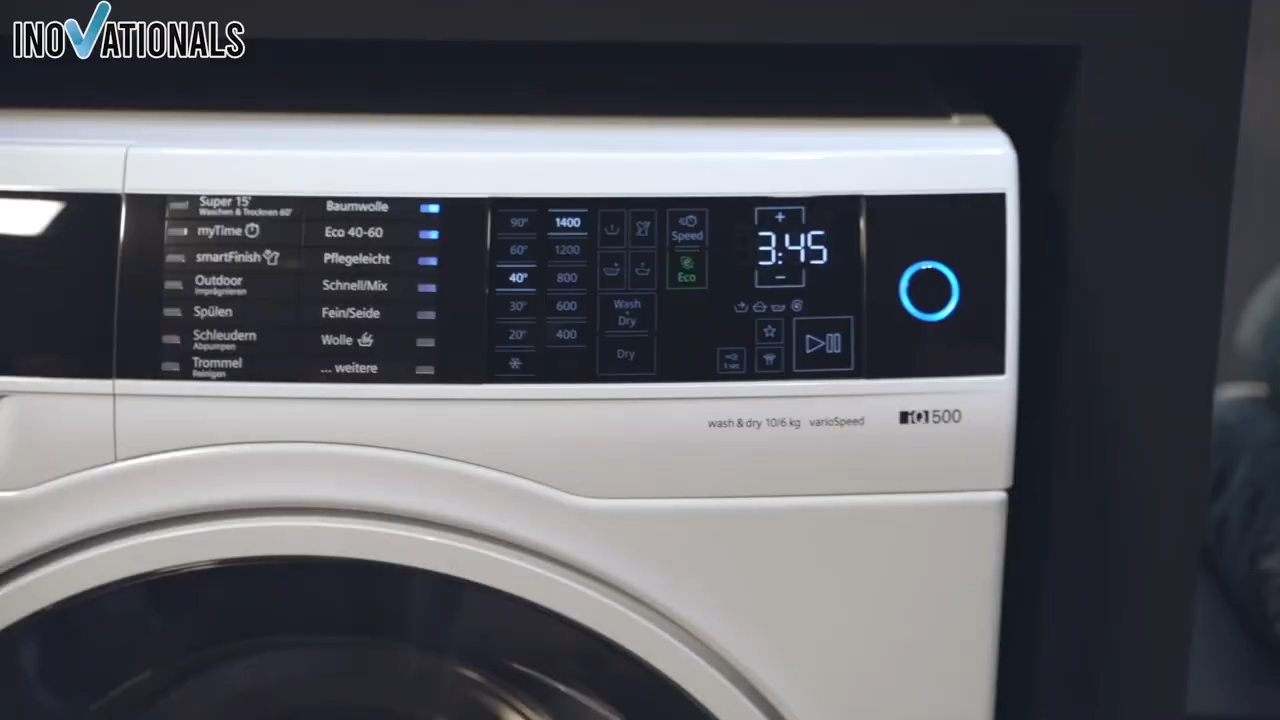 INOVATIONALS
Super 15'
Waschen & Trocknen 60'
myTime
smartFinish
Outdoor
Imprägnieren
Spülen
Schleudern
Abpumpen
Trommel
Reinigen
Baumwolle
Eco 40-60
Pflegeleicht
Schnell/Mix
Fein/Seide
Wolle
... weitere
90°
60°
40°
30°
20°
1400
1200
800
600
400
Wash
Dry
Dry
Speed
Eco
+
3:45
−
3 sec
wash & dry 10/6 kg varioSpeed
iQ500